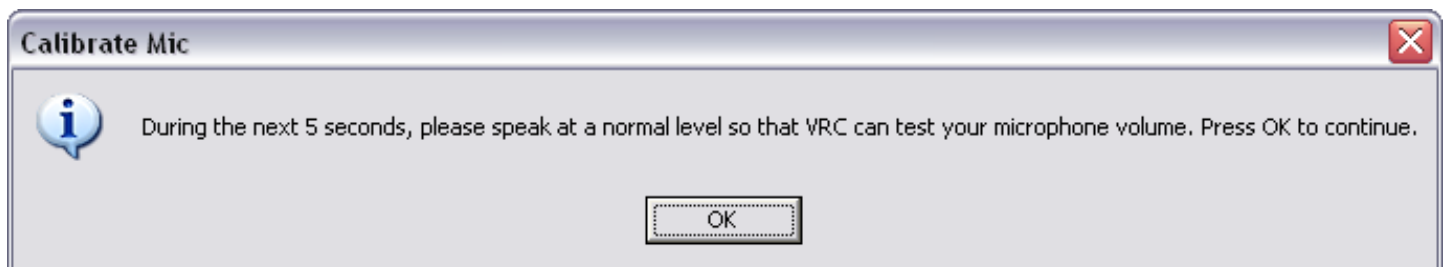 Calibrate Mic
During the next 5 seconds, please speak at a normal level so that VRC can test your microphone volume. Press OK to continue.
OK